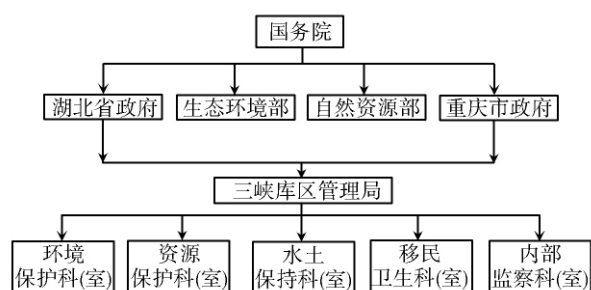 国务院
湖北省政府 生态环境部 自然资源部 重庆市政府
三峡库区管理局
环境
保护科(室)
资源
保护科(室)
水土
保持科(室)
移民
卫生科(室)
内部
监察科(室)